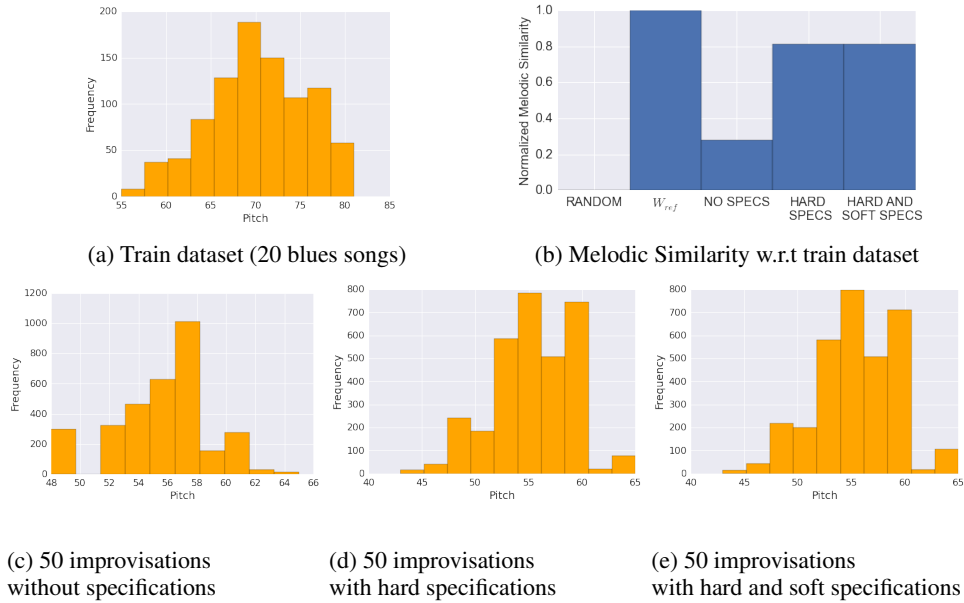 200
150
100
50
0
Frequency
55 60 65 70 75 80 85
Pitch
(a) Train dataset (20 blues songs)
1.0
0.8
0.6
0.4
0.2
0.0
Normalized Melodic Similarity
RANDOM W_ref NO SPECS HARD SPECS HARD AND SOFT SPECS
(b) Melodic Similarity w.r.t train dataset
1200
1000
800
600
400
200
0
Frequency
48 50 52 54 56 58 60 62 64 66
Pitch
(c) 50 improvisations
without specifications
800
700
600
500
400
300
200
100
0
Frequency
40 45 50 55 60 65
Pitch
(d) 50 improvisations
with hard specifications
800
700
600
500
400
300
200
100
0
Frequency
40 45 50 55 60 65
Pitch
(e) 50 improvisations
with hard and soft specifications